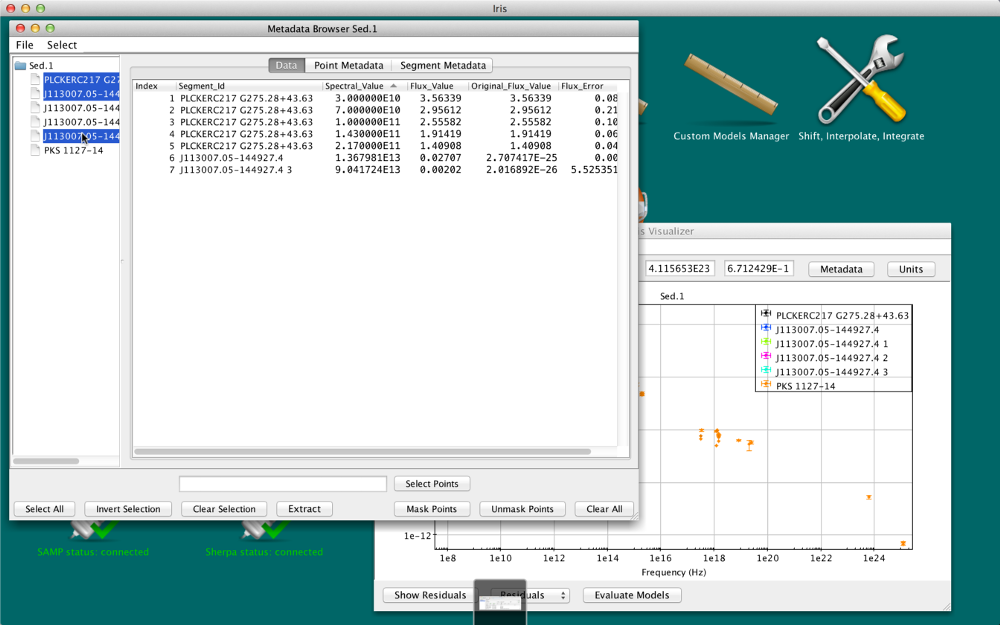 Iris
Metadata Browser Sed.1
File Select
Sed.1
PLCKERC217 G27
J113007.05-144
J113007.05-144
J113007.05-144
J113007.05-144
PKS 1127-14
Data Point Metadata Segment Metadata
Index Segment_Id Spectral_Value Flux_Value Original_Flux_Value Flux_Error
1 PLCKERC217 G275.28+43.63 3.000000E10 3.56339 3.56339 0.08
2 PLCKERC217 G275.28+43.63 7.000000E10 2.95612 2.95612 0.21
3 PLCKERC217 G275.28+43.63 1.000000E11 2.55582 2.55582 0.10
4 PLCKERC217 G275.28+43.63 1.430000E11 1.91419 1.91419 0.06
5 PLCKERC217 G275.28+43.63 2.170000E11 1.40908 1.40908 0.04
6 J113007.05-144927.4 1.367981E13 0.02707 2.707417E-25 0.00
7 J113007.05-144927.4 3 9.041724E13 0.00202 2.016892E-26 5.525351
Select Points
Select All Invert Selection Clear Selection Extract Mask Points Unmask Points Clear All
Custom Models Manager
Shift, Interpolate, Integrate
SAMP status: connected
Sherpa status: connected
s Visualizer
4.115653E23 6.712429E-1 Metadata Units
Sed.1
PLCKERC217 G275.28+43.63
J113007.05-144927.4
J113007.05-144927.4 1
J113007.05-144927.4 2
J113007.05-144927.4 3
PKS 1127-14
1e-12
1e8 1e10 1e12 1e14 1e16 1e18 1e20 1e22 1e24
Frequency (Hz)
Show Residuals Residuals Evaluate Models